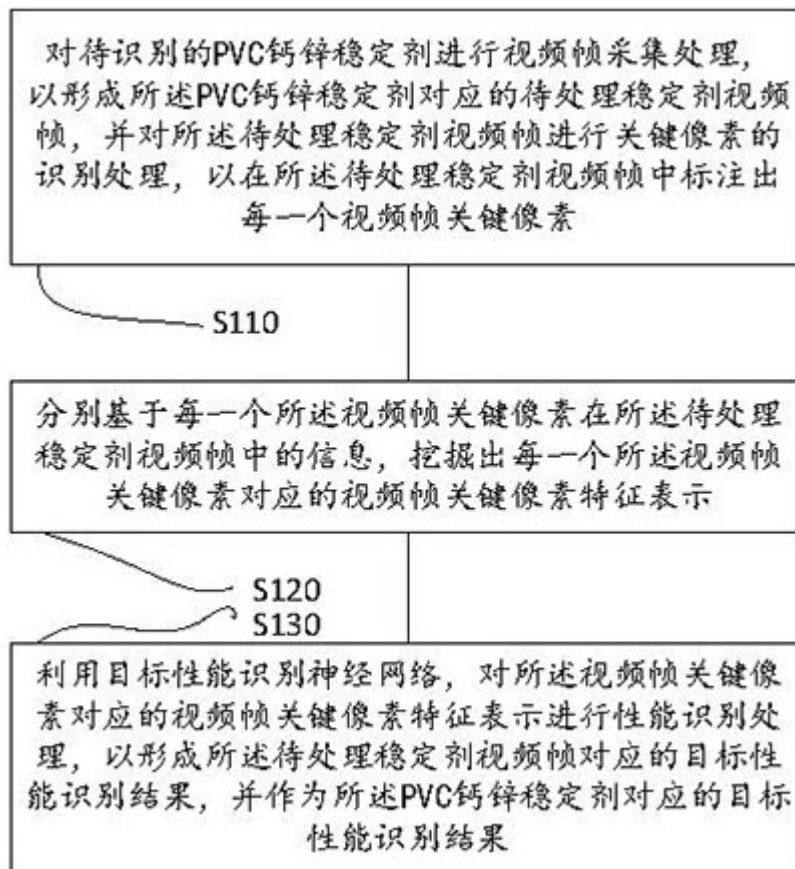 对待识别的PVC钙锌稳定剂进行视频帧采集处理,
以形成所述PVC钙锌稳定剂对应的待处理稳定剂视频
帧，并对所述待处理稳定剂视频帧进行关键像素的
识别处理，以在所述待处理稳定剂视频帧中标注出
每一个视频帧关键像素
S110
分别基于每一个所述视频帧关键像素在所述待处理
稳定剂视频帧中的信息，挖掘出每一个所述视频帧
关键像素对应的视频帧关键像素特征表示
S120
S130
利用目标性能识别神经网络，对所述视频帧关键像
素对应的视频帧关键像素特征表示进行性能识别处
理，以形成所述待处理稳定剂视频帧对应的目标性
能识别结果，并作为所述PVC钙锌稳定剂对应的目标
性能识别结果